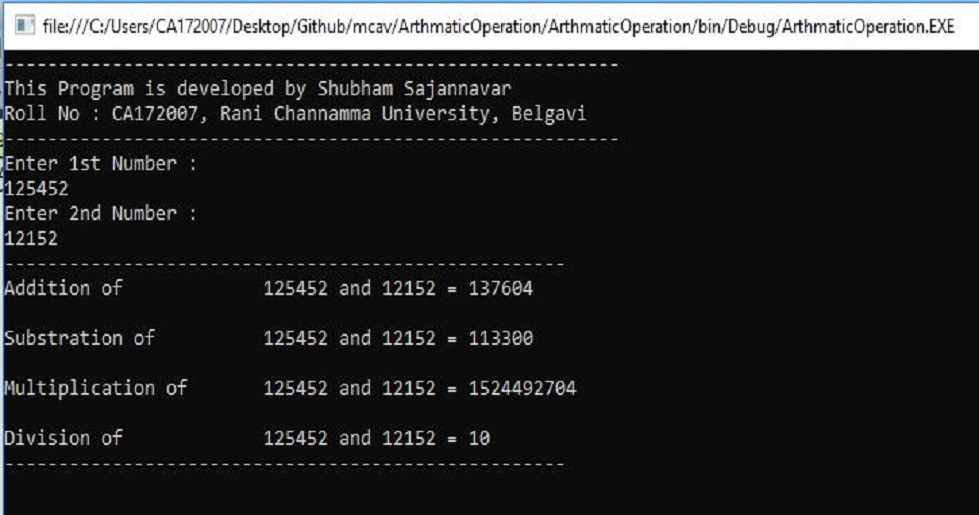 file:///C:/Users/CA172007/Desktop/Github/mcav/ArthmaticOperation/ArthmaticOperation/bin/Debug/ArthmaticOperation.EXE
---------------------------------------------------------
This Program is developed by Shubham Sajannavar
Roll No : CA172007, Rani Channamma University, Belgavi
---------------------------------------------------------
Enter 1st Number :
125452
Enter 2nd Number :
12152
----------------------------------------------------
Addition of 125452 and 12152 = 137604
Substration of 125452 and 12152 = 113300
Multiplication of 125452 and 12152 = 1524492704
Division of 125452 and 12152 = 10
----------------------------------------------------